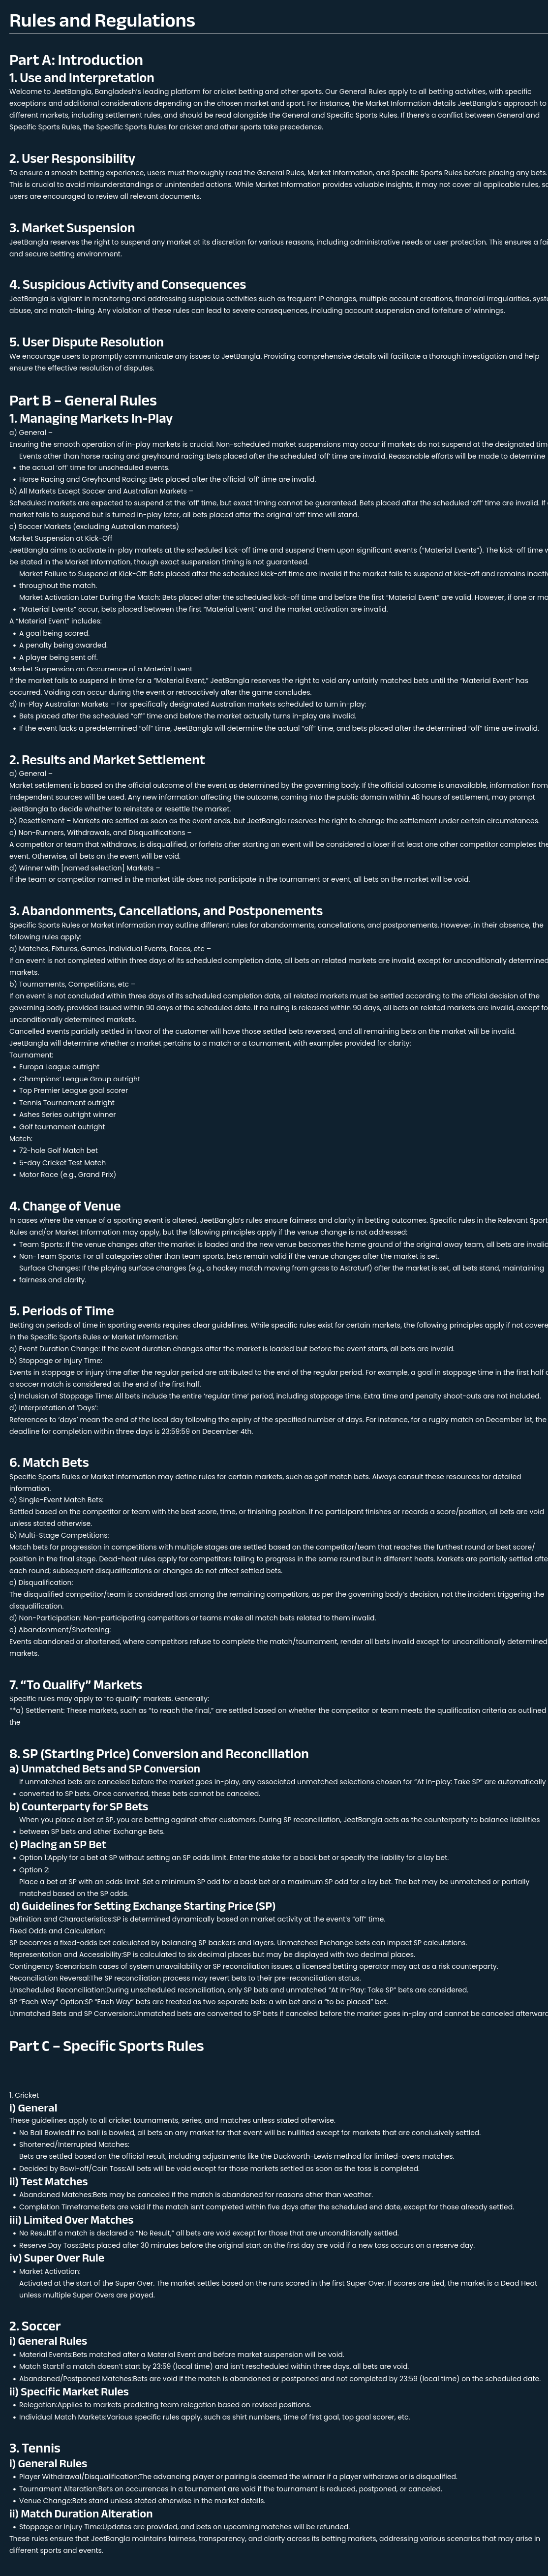 Rules and Regulations
Part A: Introduction
1. Use and Interpretation
Welcome to JeetBangla, Bangladesh's leading platform for cricket betting and other sports. Our General Rules apply to all betting activities, with specific
exceptions and additional considerations depending on the chosen market and sport. For instance, the Market Information details JeetBangla's approach to
different markets, including settlement rules, and should be read alongside the General and Specific Sports Rules. If there's a conflict between General and
Specific Sports Rules, the Specific Sports Rules for cricket and other sports take precedence.
2. User Responsibility
To ensure a smooth betting experience, users must thoroughly read the General Rules, Market Information, and Specific Sports Rules before placing any bets.
This is crucial to avoid misunderstandings or unintended actions. While Market Information provides valuable insights, it may not cover all applicable rules, so
users are encouraged to review all relevant documents.
3. Market Suspension
JeetBangla reserves the right to suspend any market at its discretion for various reasons, including administrative needs or user protection. This ensures a fai
and secure betting environment.
4. Suspicious Activity and Consequences
JeetBangla is vigilant in monitoring and addressing suspicious activities such as frequent IP changes, multiple account creations, financial irregularities, syste
abuse, and match-fixing. Any violation of these rules can lead to severe consequences, including account suspension and forfeiture of winnings.
5. User Dispute Resolution
We encourage users to promptly communicate any issues to JeetBangla. Providing comprehensive details will facilitate a thorough investigation and help
ensure the effective resolution of disputes.
Part B – General Rules
1. Managing Markets In-Play
a) General –
Ensuring the smooth operation of in-play markets is crucial. Non-scheduled market suspensions may occur if markets do not suspend at the designated tim
Events other than horse racing and greyhound racing: Bets placed after the scheduled 'off' time are invalid. Reasonable efforts will be made to determine
• the actual 'off' time for unscheduled events.
• Horse Racing and Greyhound Racing: Bets placed after the official 'off' time are invalid.
b) All Markets Except Soccer and Australian Markets –
Scheduled markets are expected to suspend at the 'off' time, but exact timing cannot be guaranteed. Bets placed after the scheduled 'off' time are invalid. If
market fails to suspend but is turned in-play later, all bets placed after the original 'off' time will stand.
c) Soccer Markets (excluding Australian markets)
Market Suspension at Kick-Off
JeetBangla aims to activate in-play markets at the scheduled kick-off time and suspend them upon significant events ("Material Events"). The kick-off time w
be stated in the Market Information, though exact suspension timing is not guaranteed.
Market Failure to Suspend at Kick-Off: Bets placed after the scheduled kick-off time are invalid if the market fails to suspend at kick-off and remains inactiv
• throughout the match.
Market Activation Later During the Match: Bets placed after the scheduled kick-off time and before the first "Material Event" are valid. However, if one or mo
• "Material Events" occur, bets placed between the first "Material Event" and the market activation are invalid.
A "Material Event" includes:
• A goal being scored.
• A penalty being awarded.
• A player being sent off.
Market Suspension on Occurrence of a Material Event
If the market fails to suspend in time for a "Material Event," JeetBangla reserves the right to void any unfairly matched bets until the "Material Event" has
occurred. Voiding can occur during the event or retroactively after the game concludes.
d) In-Play Australian Markets – For specifically designated Australian markets scheduled to turn in-play:
• Bets placed after the scheduled "off" time and before the market actually turns in-play are invalid.
• If the event lacks a predetermined "off" time, JeetBangla will determine the actual "off" time, and bets placed after the determined "off" time are invalid.
2. Results and Market Settlement
a) General –
Market settlement is based on the official outcome of the event as determined by the governing body. If the official outcome is unavailable, information from
independent sources will be used. Any new information affecting the outcome, coming into the public domain within 48 hours of settlement, may prompt
JeetBangla to decide whether to reinstate or resettle the market.
b) Resettlement – Markets are settled as soon as the event ends, but JeetBangla reserves the right to change the settlement under certain circumstances.
c) Non-Runners, Withdrawals, and Disqualifications –
A competitor or team that withdraws, is disqualified, or forfeits after starting an event will be considered a loser if at least one other competitor completes the
event. Otherwise, all bets on the event will be void.
d) Winner with [named selection] Markets –
If the team or competitor named in the market title does not participate in the tournament or event, all bets on the market will be void.
3. Abandonments, Cancellations, and Postponements
Specific Sports Rules or Market Information may outline different rules for abandonments, cancellations, and postponements. However, in their absence, the
following rules apply:
a) Matches, Fixtures, Games, Individual Events, Races, etc –
If an event is not completed within three days of its scheduled completion date, all bets on related markets are invalid, except for unconditionally determined
markets.
b) Tournaments, Competitions, etc –
If an event is not concluded within three days of its scheduled completion date, all related markets must be settled according to the official decision of the
governing body, provided issued within 90 days of the scheduled date. If no ruling is released within 90 days, all bets on related markets are invalid, except fo
unconditionally determined markets.
Cancelled events partially settled in favor of the customer will have those settled bets reversed, and all remaining bets on the market will be invalid.
JeetBangla will determine whether a market pertains to a match or a tournament, with examples provided for clarity:
Tournament:
• Europa League outright
• Champions' League Group outright
• Top Premier League goal scorer
• Tennis Tournament outright
• Ashes Series outright winner
• Golf tournament outright
Match:
• 72-hole Golf Match bet
• 5-day Cricket Test Match
• Motor Race (e.g., Grand Prix)
4. Change of Venue
In cases where the venue of a sporting event is altered, JeetBangla's rules ensure fairness and clarity in betting outcomes. Specific rules in the Relevant Sport
Rules and/or Market Information may apply, but the following principles apply if the venue change is not addressed:
• Team Sports: If the venue changes after the market is loaded and the new venue becomes the home ground of the original away team, all bets are invalid
• Non-Team Sports: For all categories other than team sports, bets remain valid if the venue changes after the market is set.
Surface Changes: If the playing surface changes (e.g., a hockey match moving from grass to Astroturf) after the market is set, all bets stand, maintaining
• fairness and clarity.
5. Periods of Time
Betting on periods of time in sporting events requires clear guidelines. While specific rules exist for certain markets, the following principles apply if not covere
in the Specific Sports Rules or Market Information:
a) Event Duration Change: If the event duration changes after the market is loaded but before the event starts, all bets are invalid.
b) Stoppage or Injury Time:
Events in stoppage or injury time after the regular period are attributed to the end of the regular period. For example, a goal in stoppage time in the first half o
a soccer match is considered at the end of the first half.
c) Inclusion of Stoppage Time: All bets include the entire 'regular time' period, including stoppage time. Extra time and penalty shoot-outs are not included.
d) Interpretation of 'Days':
References to 'days' mean the end of the local day following the expiry of the specified number of days. For instance, for a rugby match on December 1st, the
deadline for completion within three days is 23:59:59 on December 4th.
6. Match Bets
Specific Sports Rules or Market Information may define rules for certain markets, such as golf match bets. Always consult these resources for detailed
information.
a) Single-Event Match Bets:
Settled based on the competitor or team with the best score, time, or finishing position. If no participant finishes or records a score/position, all bets are void
unless stated otherwise.
b) Multi-Stage Competitions:
Match bets for progression in competitions with multiple stages are settled based on the competitor/team that reaches the furthest round or best score/
position in the final stage. Dead-heat rules apply for competitors failing to progress in the same round but in different heats. Markets are partially settled afte
each round; subsequent disqualifications or changes do not affect settled bets.
c) Disqualification:
The disqualified competitor/team is considered last among the remaining competitors, as per the governing body's decision, not the incident triggering the
disqualification.
d) Non-Participation: Non-participating competitors or teams make all match bets related to them invalid.
e) Abandonment/Shortening:
Events abandoned or shortened, where competitors refuse to complete the match/tournament, render all bets invalid except for unconditionally determined
markets.
7. "To Qualify" Markets
Specific rules may apply to "to qualify" markets. Generally:
**a) Settlement: These markets, such as "to reach the final," are settled based on whether the competitor or team meets the qualification criteria as outlined
the
8. SP (Starting Price) Conversion and Reconciliation
a) Unmatched Bets and SP Conversion
If unmatched bets are canceled before the market goes in-play, any associated unmatched selections chosen for "At In-play: Take SP" are automatically
• converted to SP bets. Once converted, these bets cannot be canceled.
b) Counterparty for SP Bets
When you place a bet at SP, you are betting against other customers. During SP reconciliation, JeetBangla acts as the counterparty to balance liabilities
• between SP bets and other Exchange Bets.
c) Placing an SP Bet
• Option 1:Apply for a bet at SP without setting an SP odds limit. Enter the stake for a back bet or specify the liability for a lay bet.
• Option 2:
Place a bet at SP with an odds limit. Set a minimum SP odd for a back bet or a maximum SP odd for a lay bet. The bet may be unmatched or partially
matched based on the SP odds.
d) Guidelines for Setting Exchange Starting Price (SP)
Definition and Characteristics:SP is determined dynamically based on market activity at the event's "off" time.
Fixed Odds and Calculation:
SP becomes a fixed-odds bet calculated by balancing SP backers and layers. Unmatched Exchange bets can impact SP calculations.
Representation and Accessibility:SP is calculated to six decimal places but may be displayed with two decimal places.
Contingency Scenarios:In cases of system unavailability or SP reconciliation issues, a licensed betting operator may act as a risk counterparty.
Reconciliation Reversal:The SP reconciliation process may revert bets to their pre-reconciliation status.
Unscheduled Reconciliation:During unscheduled reconciliation, only SP bets and unmatched "At In-Play: Take SP" bets are considered.
SP "Each Way" Option:SP "Each Way" bets are treated as two separate bets: a win bet and a "to be placed" bet.
Unmatched Bets and SP Conversion:Unmatched bets are converted to SP bets if canceled before the market goes in-play and cannot be canceled afterward
Part C – Specific Sports Rules
1. Cricket
i) General
These guidelines apply to all cricket tournaments, series, and matches unless stated otherwise.
• No Ball Bowled:If no ball is bowled, all bets on any market for that event will be nullified except for markets that are conclusively settled.
• Shortened/Interrupted Matches:
Bets are settled based on the official result, including adjustments like the Duckworth-Lewis method for limited-overs matches.
• Decided by Bowl-off/Coin Toss:All bets will be void except for those markets settled as soon as the toss is completed.
ii) Test Matches
• Abandoned Matches:Bets may be canceled if the match is abandoned for reasons other than weather.
• Completion Timeframe:Bets are void if the match isn't completed within five days after the scheduled end date, except for those already settled.
iii) Limited Over Matches
• No Result:If a match is declared a "No Result," all bets are void except for those that are unconditionally settled.
• Reserve Day Toss:Bets placed after 30 minutes before the original start on the first day are void if a new toss occurs on a reserve day.
iv) Super Over Rule
• Market Activation:
Activated at the start of the Super Over. The market settles based on the runs scored in the first Super Over. If scores are tied, the market is a Dead Heat
unless multiple Super Overs are played.
2. Soccer
i) General Rules
• Material Events:Bets matched after a Material Event and before market suspension will be void.
• Match Start:If a match doesn't start by 23:59 (local time) and isn't rescheduled within three days, all bets are void.
• Abandoned/Postponed Matches:Bets are void if the match is abandoned or postponed and not completed by 23:59 (local time) on the scheduled date.
ii) Specific Market Rules
• Relegation:Applies to markets predicting team relegation based on revised positions.
• Individual Match Markets:Various specific rules apply, such as shirt numbers, time of first goal, top goal scorer, etc.
3. Tennis
i) General Rules
• Player Withdrawal/Disqualification:The advancing player or pairing is deemed the winner if a player withdraws or is disqualified.
• Tournament Alteration:Bets on occurrences in a tournament are void if the tournament is reduced, postponed, or canceled.
• Venue Change:Bets stand unless stated otherwise in the market details.
ii) Match Duration Alteration
• Stoppage or Injury Time:Updates are provided, and bets on upcoming matches will be refunded.
These rules ensure that JeetBangla maintains fairness, transparency, and clarity across its betting markets, addressing various scenarios that may arise in
different sports and events.